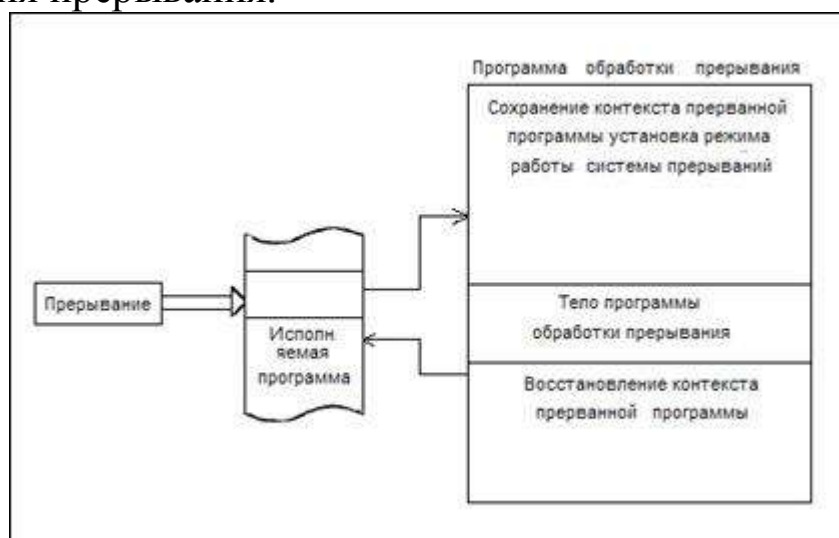 прерывания.
Программа обработки прерывания
Сохранение контекста прерванной
программы установка режима
работы системы прерываний
Прерывание
Исполн
яемая
программа
Тело программы
обработки прерывания
Восстановление контекста
прерванной программы